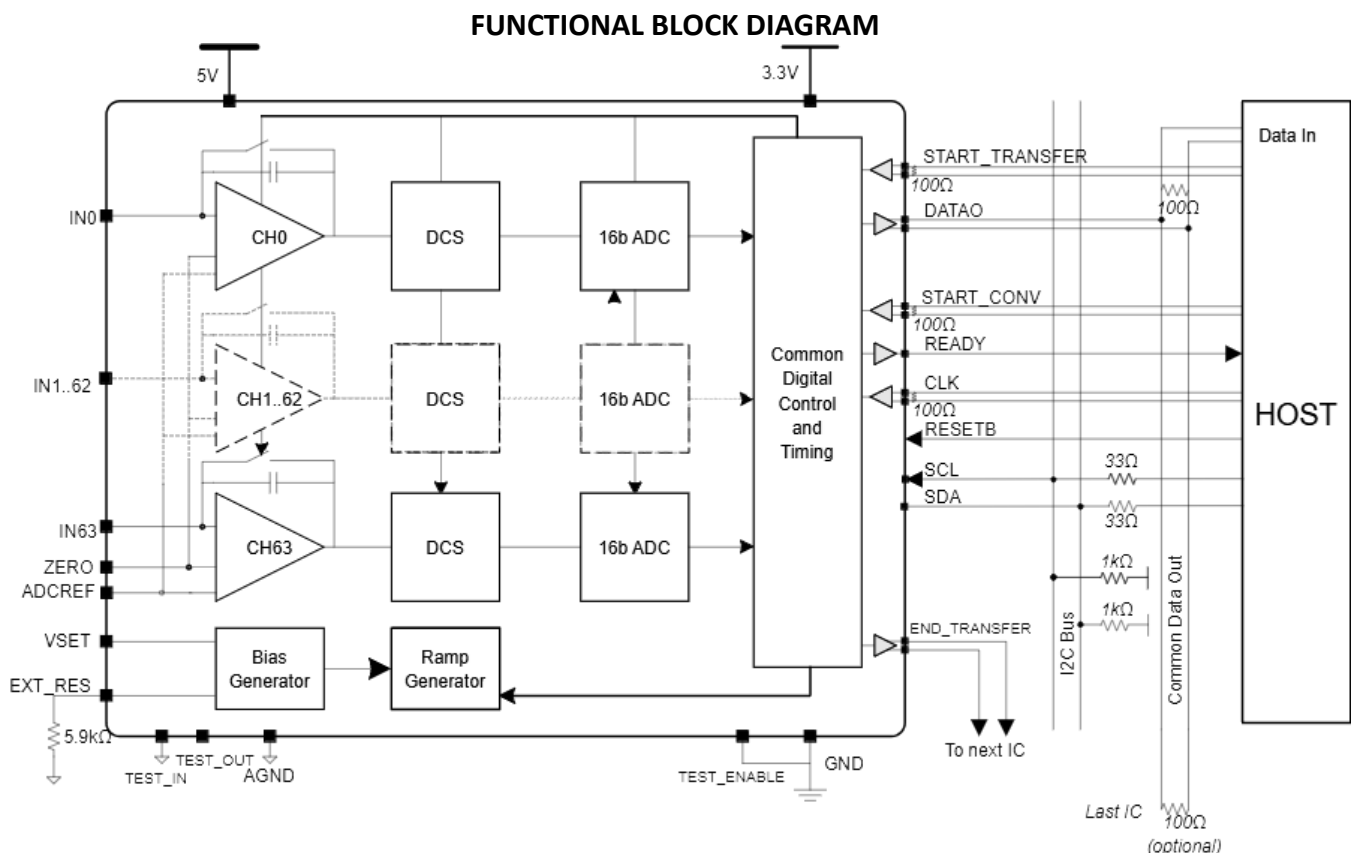 FUNCTIONAL BLOCK DIAGRAM
5V
3.3V
Data In
START_TRANSFER
100Ω
100Ω
IN0
DATAO
CH0
DCS
16b ADC
START_CONV
100Ω
READY
Common
Digital
Control
and
Timing
IN1..62
CH1..62
DCS
16b ADC
CLK
100Ω
HOST
RESETB
33Ω
SCL
SDA
33Ω
IN63
CH63
DCS
16b ADC
ZERO
ADCREF
1kΩ
1kΩ
I2C Bus
Common Data Out
END_TRANSFER
VSET
Bias
Generator
Ramp
Generator
EXT_RES
5.9kΩ
To next IC
TEST_IN
TEST_OUT
AGND
TEST_ENABLE
GND
Last IC
100Ω
(optional)